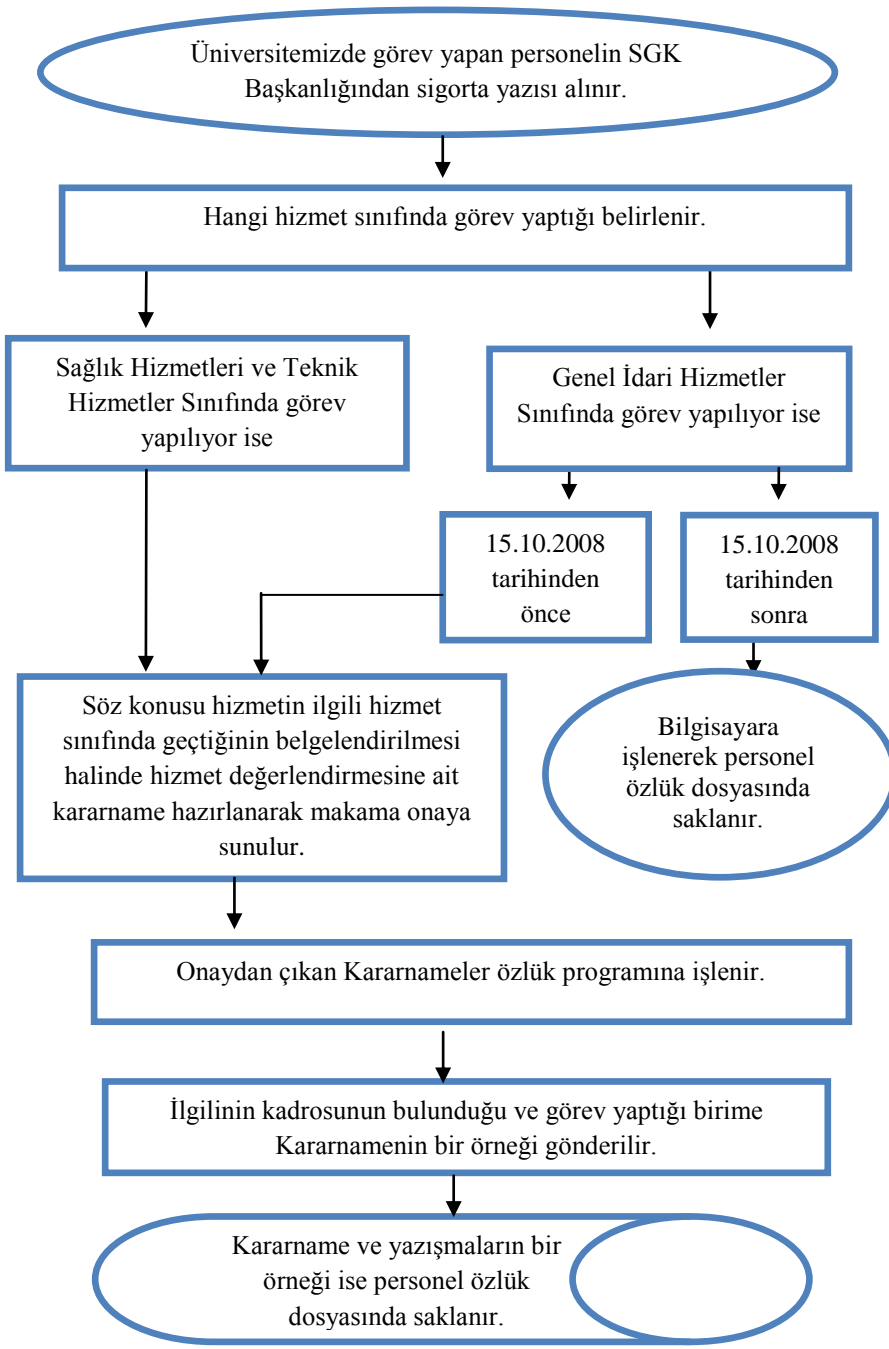 Üniversitemizde görev yapan personelin SGK
Başkanlığından sigorta yazısı alınır.
Hangi hizmet sınıfında görev yaptığı belirlenir.
Sağlık Hizmetleri ve Teknik
Hizmetler Sınıfında görev
yapılıyor ise
Genel İdari Hizmetler
Sınıfında görev yapılıyor ise
15.10.2008
tarihinden
önce
15.10.2008
tarihinden
sonra
Söz konusu hizmetin ilgili hizmet
sınıfında geçtiğinin belgelendirilmesi
halinde hizmet değerlendirmesine ait
kararname hazırlanarak makama onaya
sunulur.
Bilgisayara
işlenerek personel
özlük dosyasında
saklanır.
Onaydan çıkan Kararnameler özlük programına işlenir.
İlgilinin kadrosunun bulunduğu ve görev yaptığı birime
Kararnamenin bir örneği gönderilir.
Kararname ve yazışmaların bir
örneği ise personel özlük
dosyasında saklanır.